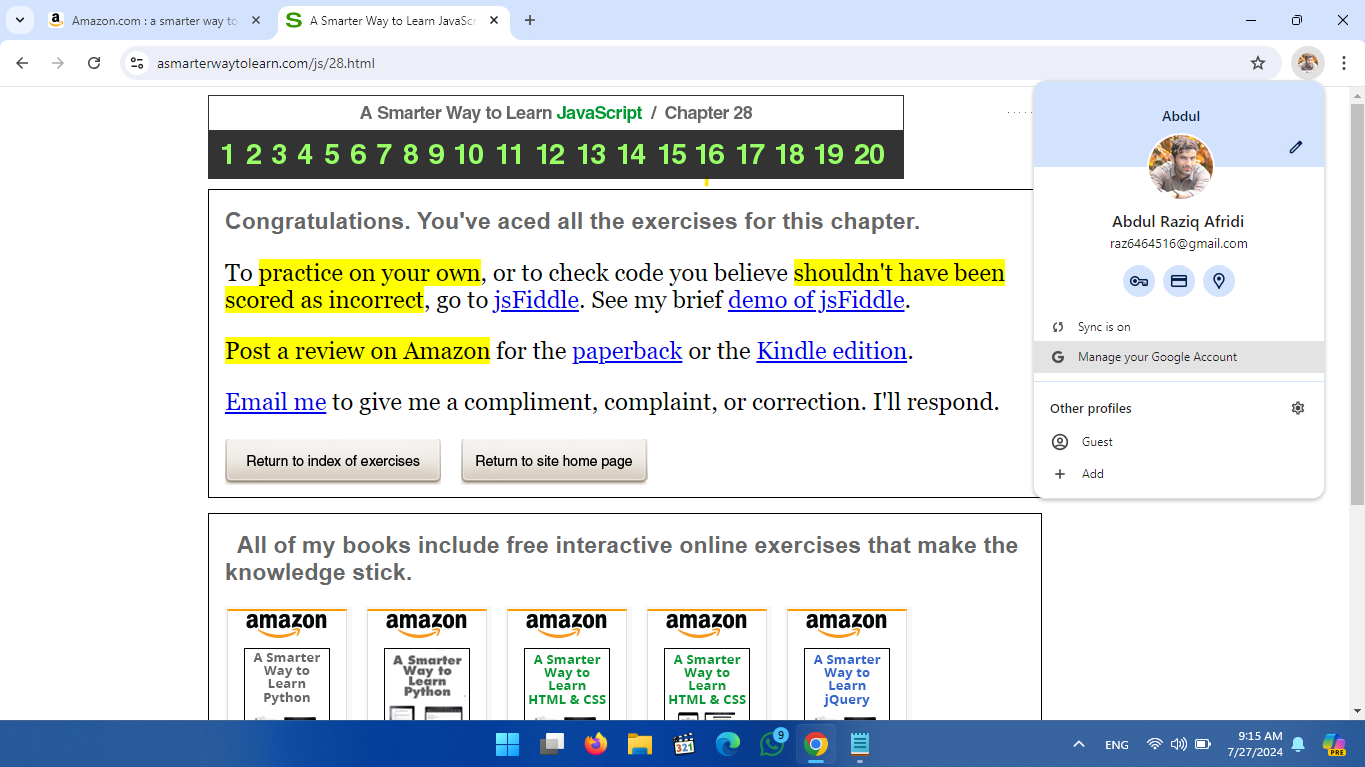 Amazon.com : a smarter way to
A Smarter Way to Learn JavaScr
asmarterwaytolearn.com/js/28.html
A Smarter Way to Learn JavaScript / Chapter 28
1 2 3 4 5 6 7 8 9 10 11 12 13 14 15 16 17 18 19 20
Congratulations. You've aced all the exercises for this chapter.
To practice on your own, or to check code you believe shouldn't have been
scored as incorrect, go to jsFiddle. See my brief demo of jsFiddle.
Post a review on Amazon for the paperback or the Kindle edition.
Email me to give me a compliment, complaint, or correction. I'll respond.
Return to index of exercises
Return to site home page
Abdul
Abdul Raziq Afridi
raz6464516@gmail.com
Sync is on
Manage your Google Account
Other profiles
Guest
Add
All of my books include free interactive online exercises that make the
knowledge stick.
amazon
A Smarter
Way to
Learn
Python
amazon
A Smarter
Way to
Learn
Python
amazon
A Smarter
Way to
Learn
HTML & CSS
amazon
A Smarter
Way to
Learn
HTML & CSS
amazon
A Smarter
Way to
Learn
jQuery
321
9
ENG
9:15 AM
7/27/2024
PRE